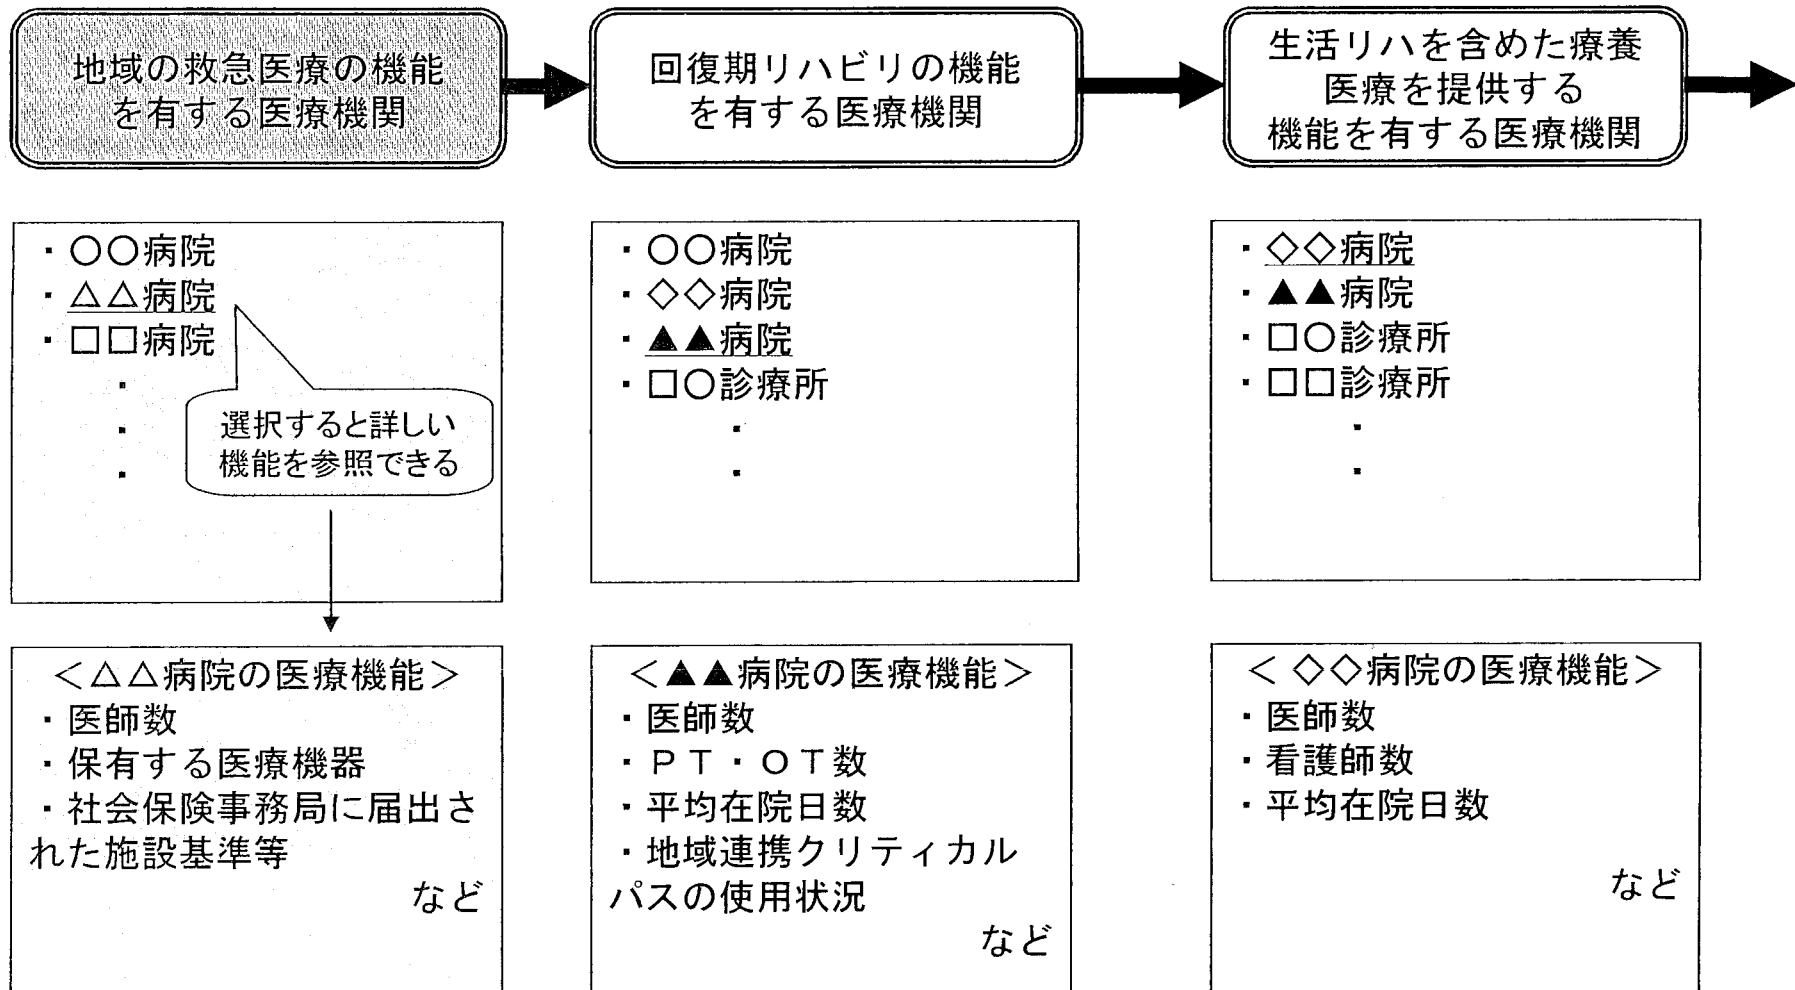 地域の救急医療の機能
を有する医療機関
回復期リハビリの機能
を有する医療機関
生活リハを含めた療養
医療を提供する
機能を有する医療機関
・○○病院
・△△病院
・□□病院
・
・
・
選択すると詳しい
機能を参照できる
・○○病院
・◇◇病院
・▲▲病院
・□○診療所
・
・
・◇◇病院
・▲▲病院
・□○診療所
・□□診療所
・
・
＜△△病院の医療機能＞
・医師数
・保有する医療機器
・社会保険事務局に届出さ
れた施設基準等
など
＜▲▲病院の医療機能＞
・医師数
・ＰＴ・ＯＴ数
・平均在院日数
・地域連携クリティカル
パスの使用状況
など
＜ ◇◇病院の医療機能＞
・医師数
・看護師数
・平均在院日数
など